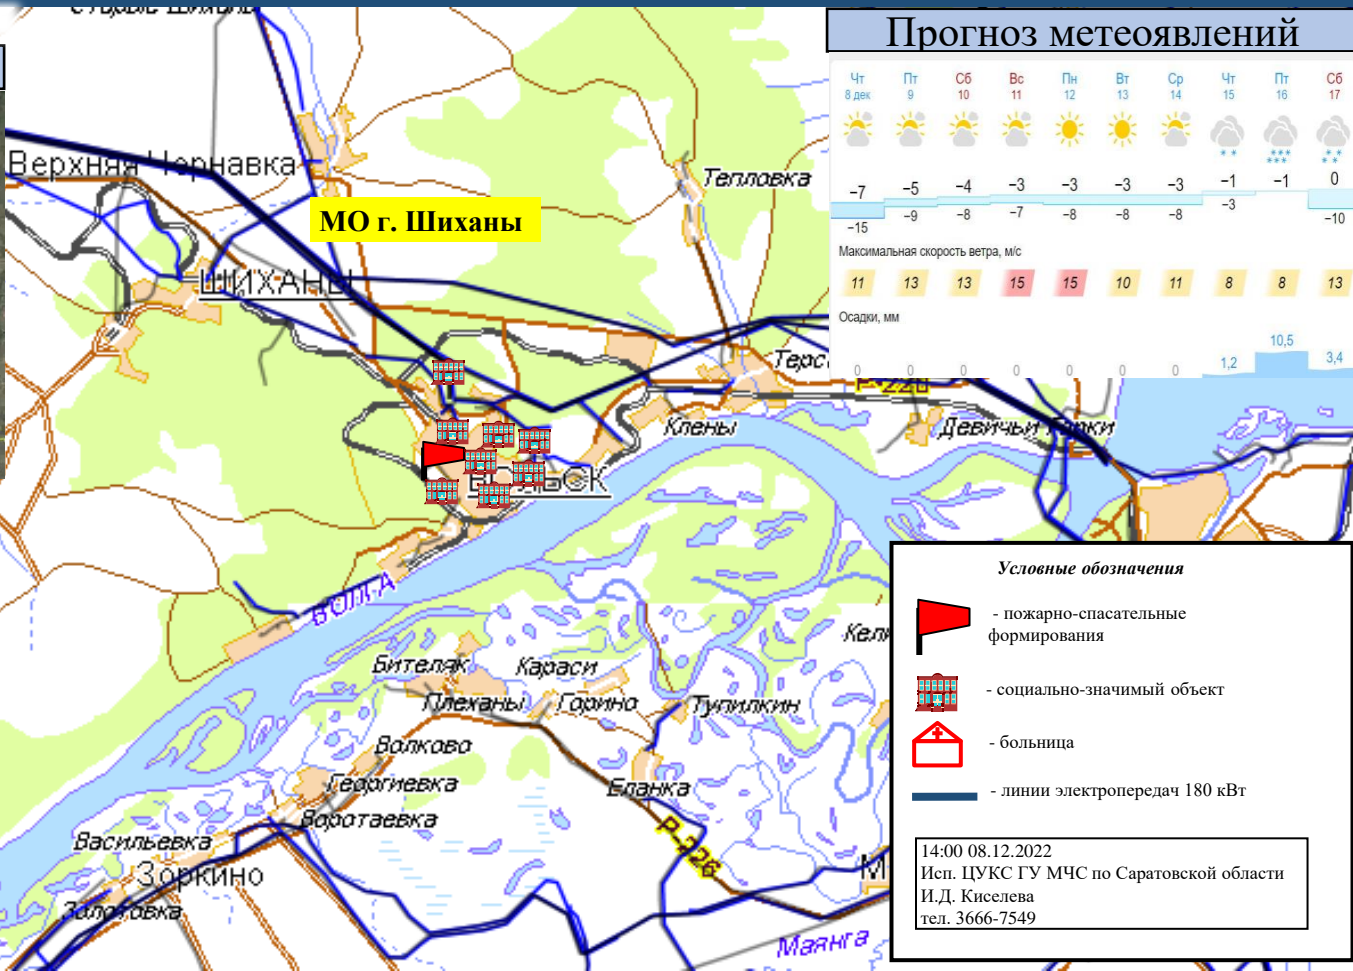 Старые Шиханы
Прогноз метеоявлений
Чт Пт Сб Вс Пн Вт Ср Чт Пт Сб
8 дек 9 10 11 12 13 14 15 16 17
-7 -5 -4 -3 -3 -3 -3 -1 -1 0
-15 -9 -8 -7 -8 -8 -8 -3 -10
Максимальная скорость ветра, м/с
11 13 13 15 15 10 11 8 8 13
Осадки, мм
0 0 0 0 0 0 0 1,2 10,5 3,4
Верхняя Чернавка
Тепловка
МО г. Шиханы
ШИХАНЫ
Терс
Р-226
Клены
Девичьи Горки
ВОЛЬСК
ВОЛГА
Бителяк
Караси
Плеханы
Горино
Тупилкин
Волково
Георгиевка
Еланка
Воротаевка
Васильевка
Р-226
Зоркино
Золотовка
Маянга
Условные обозначения
- пожарно-спасательные
формирования
- социально-значимый объект
- больница
- линии электропередач 180 кВт
14:00 08.12.2022
Исп. ЦУКС ГУ МЧС по Саратовской области
И.Д. Киселева
тел. 3666-7549